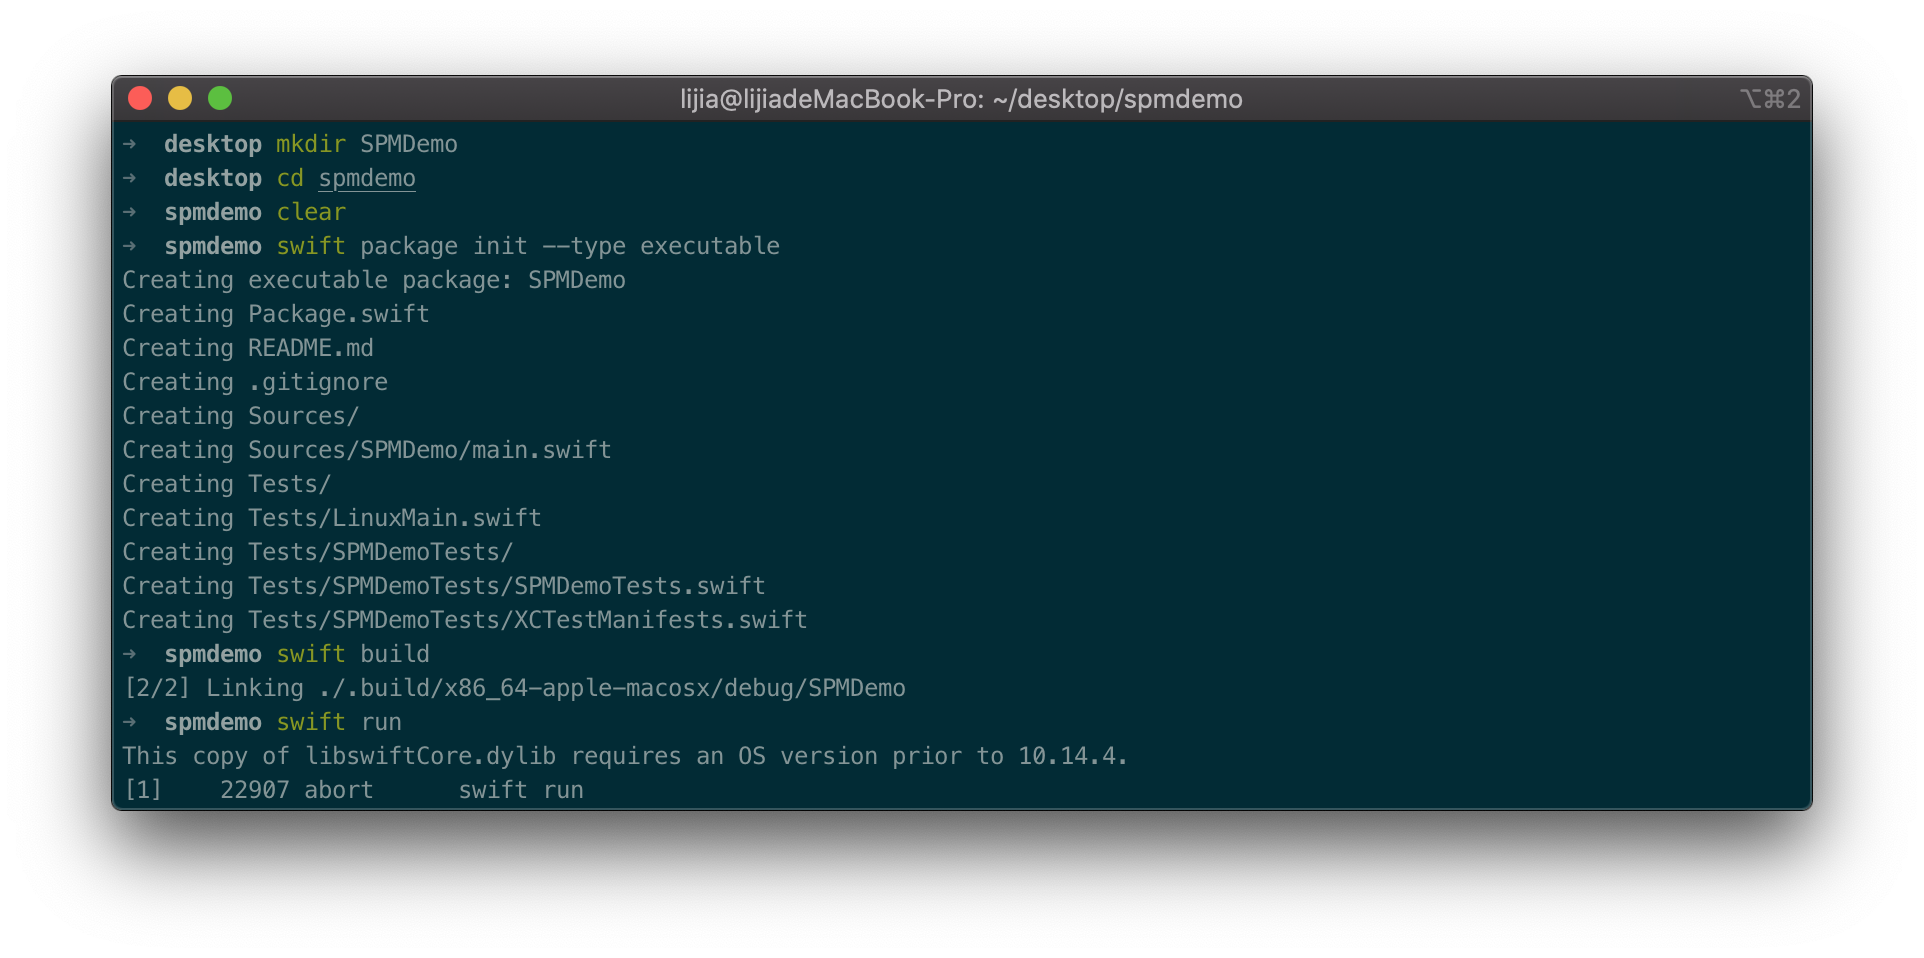 lijia@lijiadeMacBook-Pro: ~/desktop/spmdemo ⌥⌘2
→ desktop mkdir SPMDemo
→ desktop cd spmdemo
→ spmdemo clear
→ spmdemo swift package init --type executable
Creating executable package: SPMDemo
Creating Package.swift
Creating README.md
Creating .gitignore
Creating Sources/
Creating Sources/SPMDemo/main.swift
Creating Tests/
Creating Tests/LinuxMain.swift
Creating Tests/SPMDemoTests/
Creating Tests/SPMDemoTests/SPMDemoTests.swift
Creating Tests/SPMDemoTests/XCTestManifests.swift
→ spmdemo swift build
[2/2] Linking ./.build/x86_64-apple-macosx/debug/SPMDemo
→ spmdemo swift run
This copy of libswiftCore.dylib requires an OS version prior to 10.14.4.
[1] 22907 abort swift run